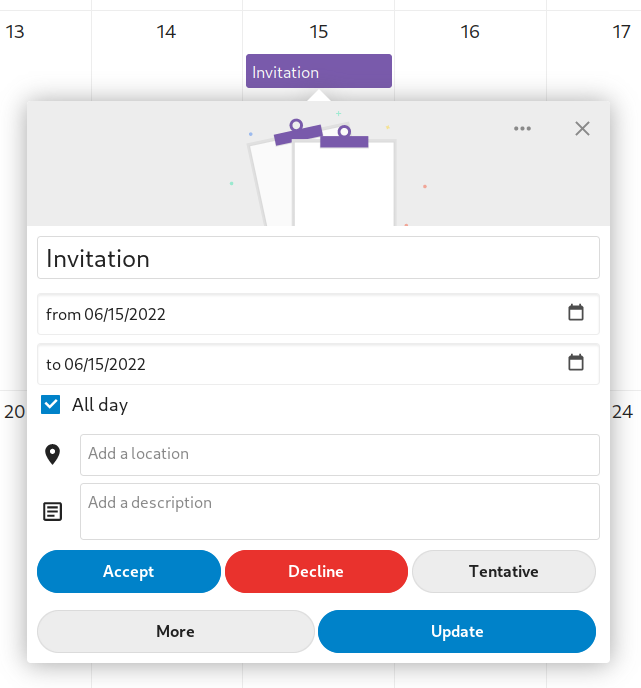 13 14 15 16 17
Invitation
Invitation
from 06/15/2022
to 06/15/2022
All day
20 24
Add a location
Add a description
Accept Decline Tentative
More Update